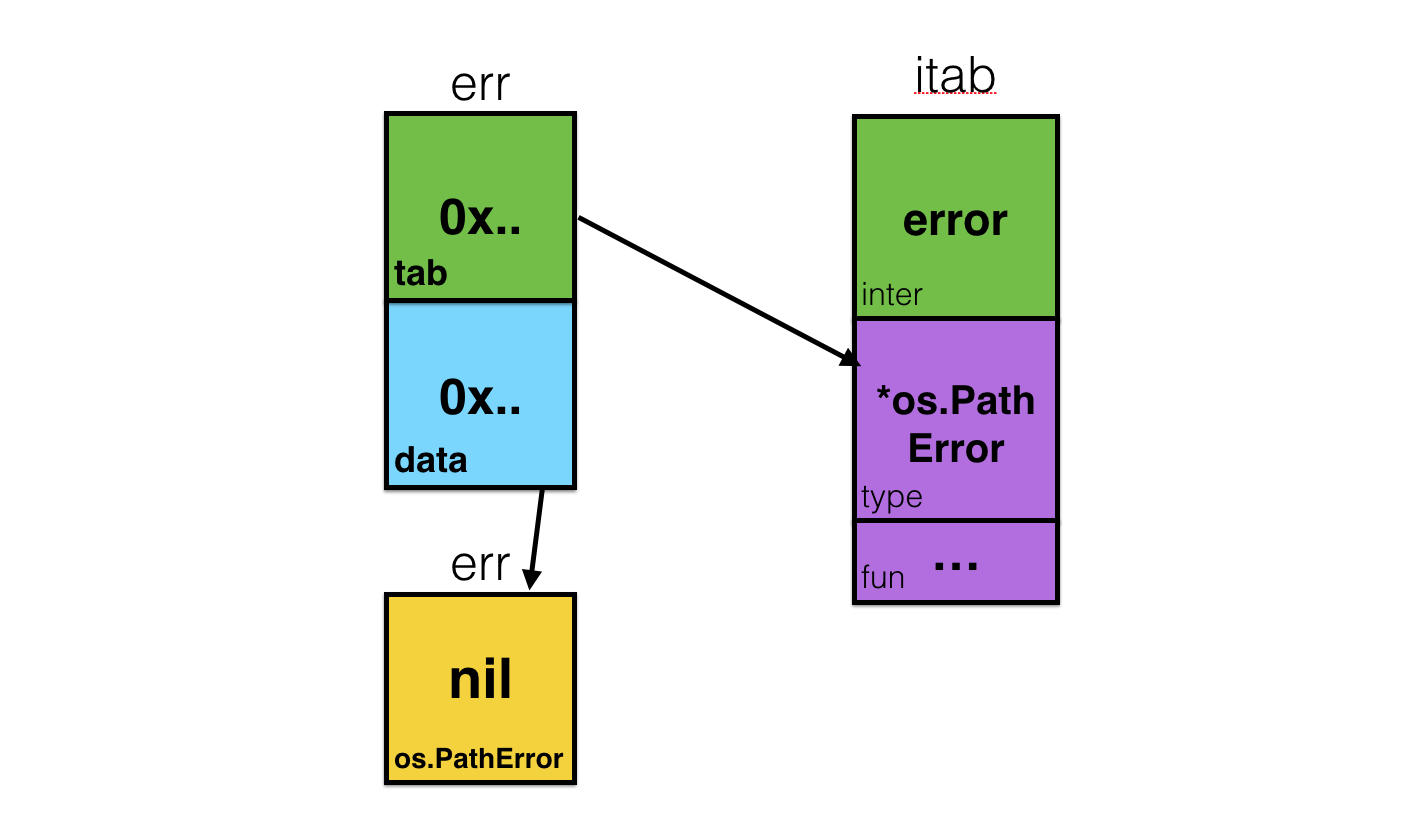 err
0x..
tab
0x..
data
err
nil
os.PathError
itab
error
inter
*os.Path
Error
type
...
fun